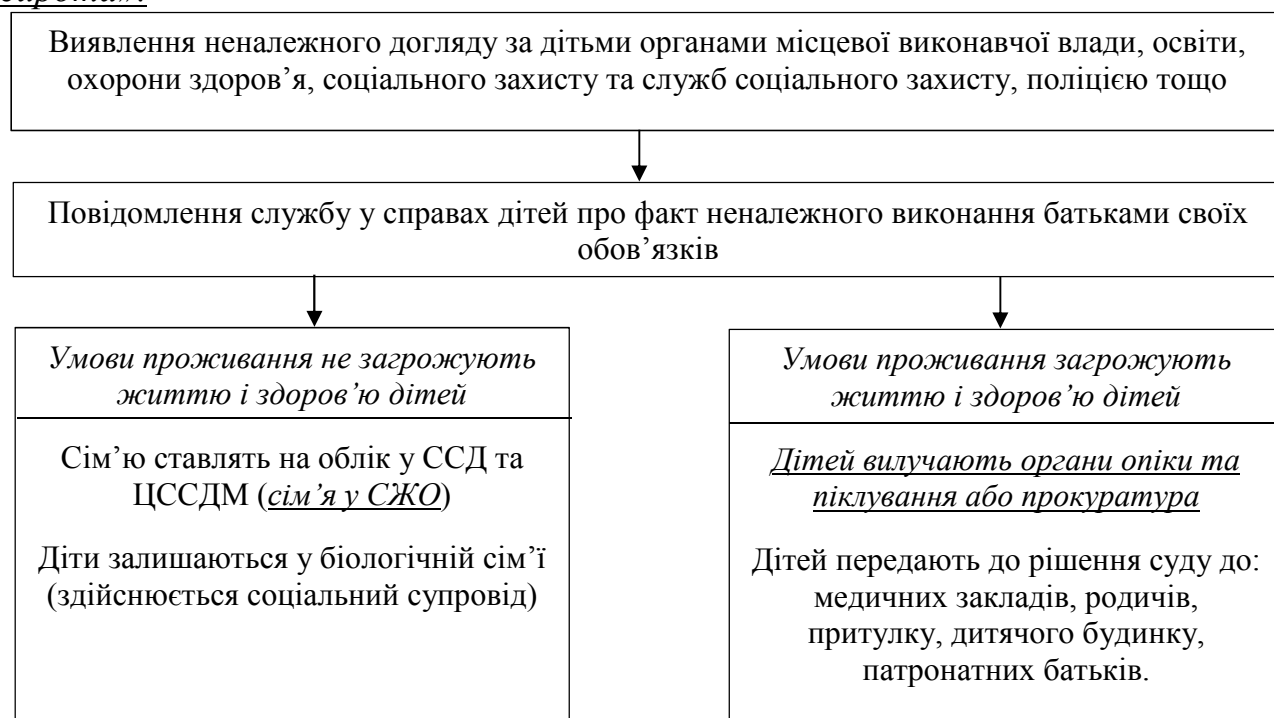 Виявлення неналежного догляду за дітьми органами місцевої виконавчої влади, освіти,
охорони здоров’я, соціального захисту та служб соціального захисту, поліцією тощо
Повідомлення службу у справах дітей про факт неналежного виконання батьками своїх
обов’язків
Умови проживання не загрожують
життю і здоров’ю дітей
Сім’ю ставлять на облік у ССД та
ЦССДМ (сім’я у СЖО)
Діти залишаються у біологічній сім’ї
(здійснюється соціальний супровід)
Умови проживання загрожують
життю і здоров’ю дітей
Дітей вилучають органи опіки та
піклування або прокуратура
Дітей передають до рішення суду до:
медичних закладів, родичів,
притулку, дитячого будинку,
патронатних батьків.